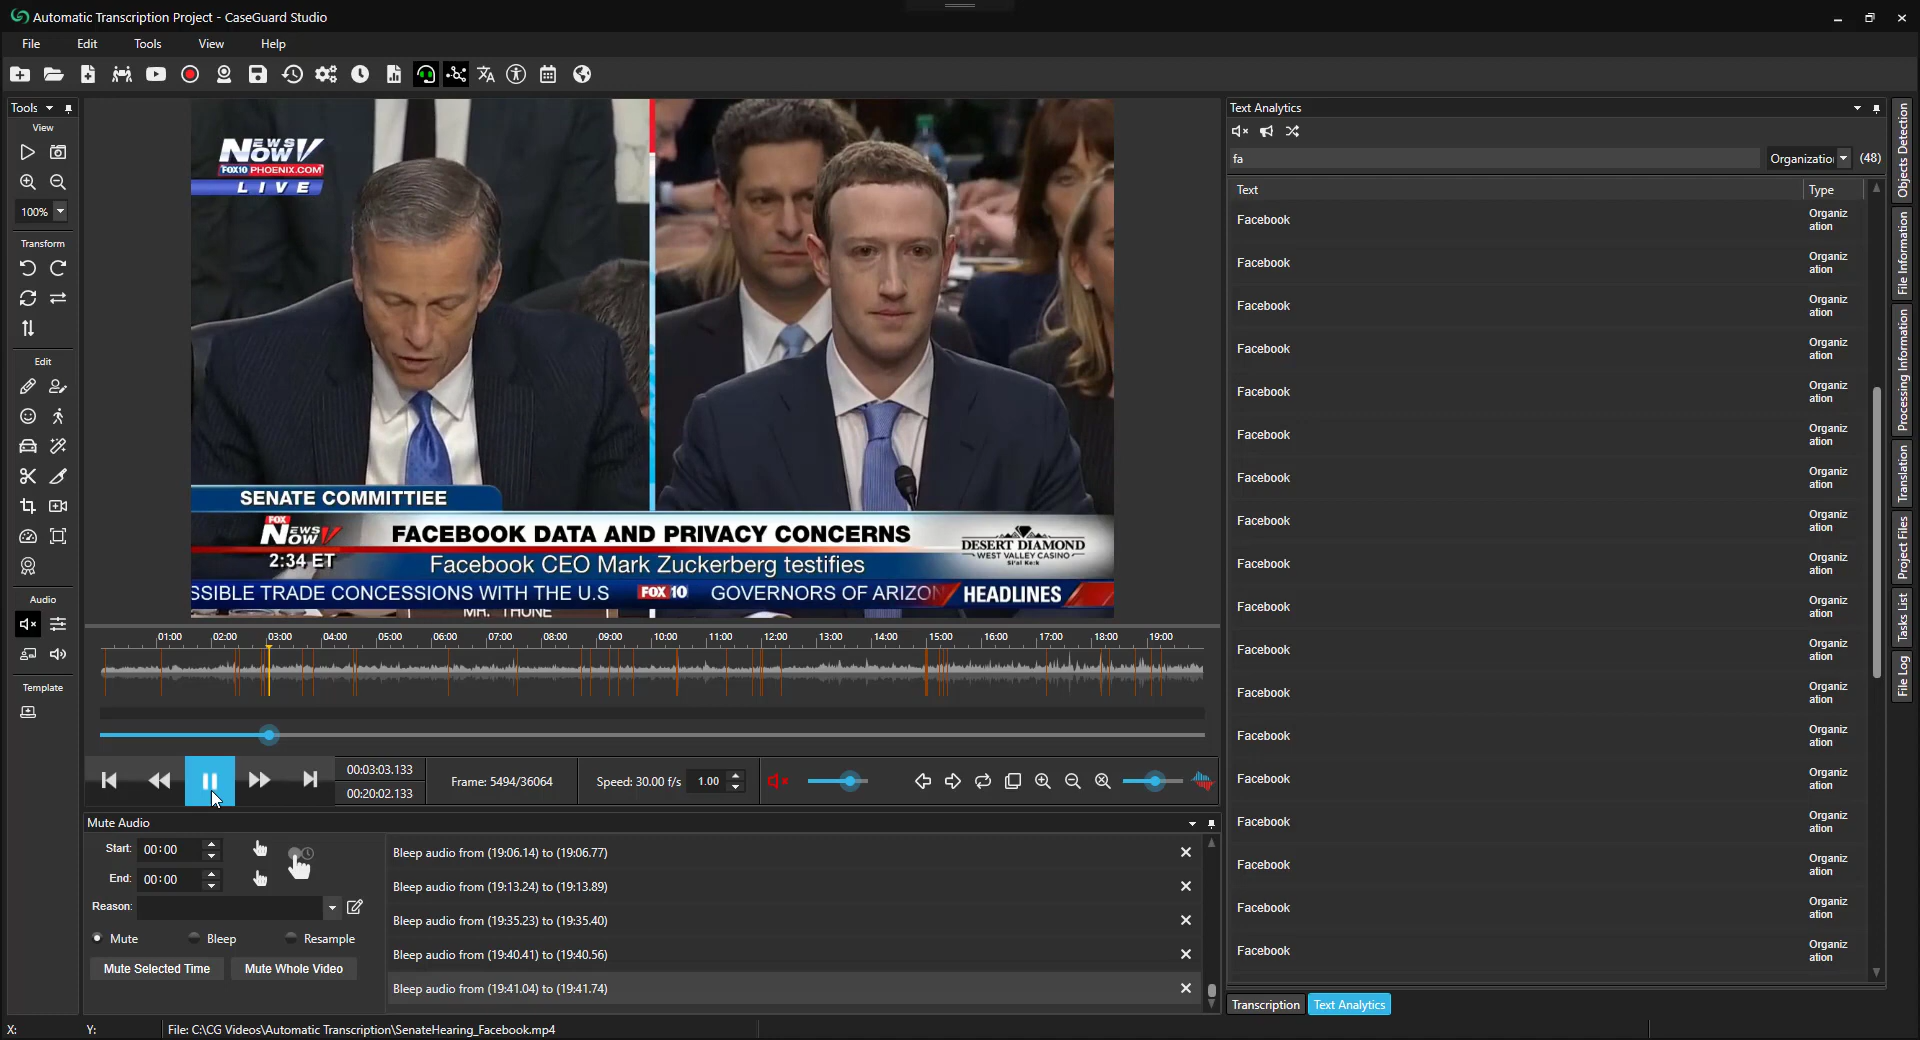 Automatic Transcription Project - CaseGuard Studio
File Edit Tools View Help
Tools
View
100%
Transform
Edit
Audio
Template
NEWS
NOW
FOX10 PHOENIX.COM
LIVE
SENATE COMMITTIEE
FOX
NEWS
NOW
2:34 ET
FACEBOOK DATA AND PRIVACY CONCERNS
Facebook CEO Mark Zuckerberg testifies
DESERT DIAMOND
WEST VALLEY CASINO
SSIBLE TRADE CONCESSIONS WITH THE U.S FOX 10 GOVERNORS OF ARIZON
HEADLINES
MR. THUNE
01:00 02:00 03:00 04:00 05:00 06:00 07:00 08:00 09:00 10:00 11:00 12:00 13:00 14:00 15:00 16:00 17:00 18:00 19:00
00:03:03.133
00:20:02.133
Frame: 5494/36064
Speed: 30.00 f/s 1.00
Mute Audio
Start: 00:00
End: 00:00
Reason:
Mute Bleep Resample
Mute Selected Time Mute Whole Video
Bleep audio from (19:06.14) to (19:06.77)
Bleep audio from (19:13.24) to (19:13.89)
Bleep audio from (19:35.23) to (19:35.40)
Bleep audio from (19:40.41) to (19:40.56)
Bleep audio from (19:41.04) to (19:41.74)
Text Analytics
fa Organizatio (48)
Text Type
Facebook Organiz
ation
Facebook Organiz
ation
Facebook Organiz
ation
Facebook Organiz
ation
Facebook Organiz
ation
Facebook Organiz
ation
Facebook Organiz
ation
Facebook Organiz
ation
Facebook Organiz
ation
Facebook Organiz
ation
Facebook Organiz
ation
Facebook Organiz
ation
Facebook Organiz
ation
Facebook Organiz
ation
Facebook Organiz
ation
Facebook Organiz
ation
Facebook Organiz
ation
Facebook Organiz
ation
Transcription Text Analytics
Objects Detection
File Information
Processing Information
Translation
Project Files
Tasks List
File Log
X: Y: File: C:\CG Videos\Automatic Transcription\SenateHearing_Facebook.mp4